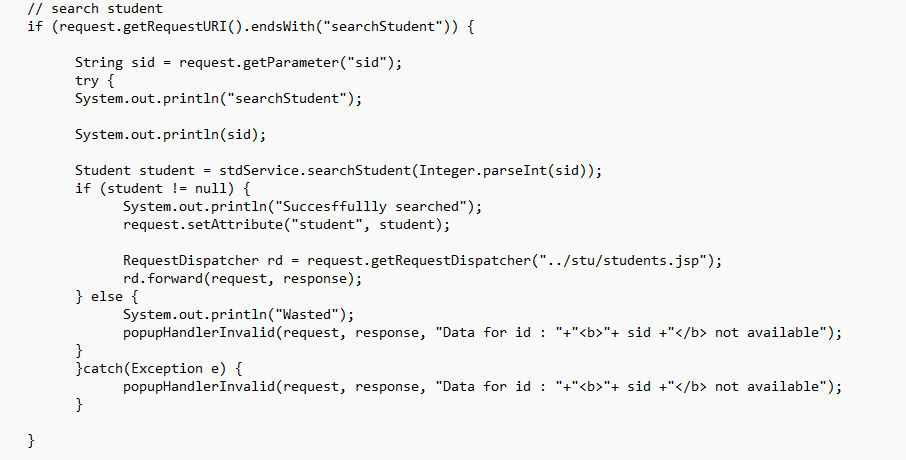 // search student
if (request.getRequestURI().endsWith("searchStudent")) {
String sid = request.getParameter("sid");
try {
System.out.println("searchStudent");
System.out.println(sid);
Student student = stdService.searchStudent(Integer.parseInt(sid));
if (student != null) {
System.out.println("Succesffullly searched");
request.setAttribute("student", student);
RequestDispatcher rd = request.getRequestDispatcher("../stu/students.jsp");
rd.forward(request, response);
} else {
System.out.println("Wasted");
popupHandlerInvalid(request, response, "Data for id : "+"<b>"+ sid +"</b> not available");
}
}catch(Exception e) {
popupHandlerInvalid(request, response, "Data for id : "+"<b>"+ sid +"</b> not available");
}
}